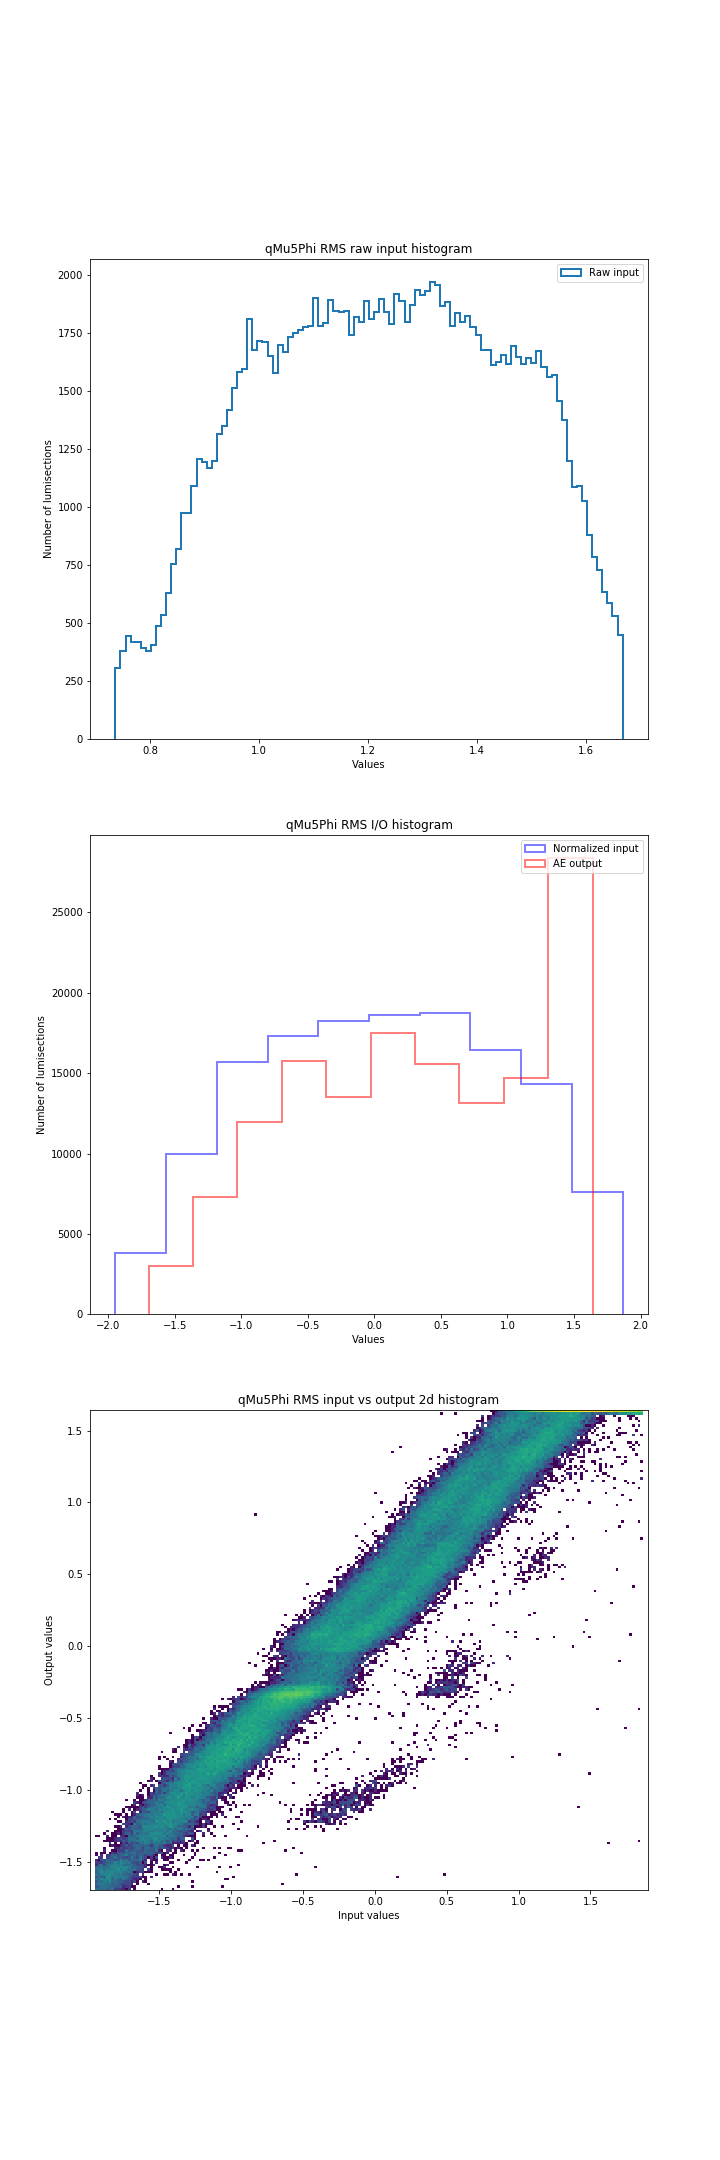 qMu5Phi RMS raw input histogram
Raw input
2000
1750
1500
1250
1000
750
500
250
0
Number of lumisections
0.8 1.0 1.2 1.4 1.6
Values
qMu5Phi RMS I/O histogram
Normalized input
AE output
25000
20000
15000
10000
5000
0
Number of lumisections
−2.0 −1.5 −1.0 −0.5 0.0 0.5 1.0 1.5 2.0
Values
qMu5Phi RMS input vs output 2d histogram
1.5
1.0
0.5
0.0
−0.5
−1.0
−1.5
Output values
−1.5 −1.0 −0.5 0.0 0.5 1.0 1.5
Input values